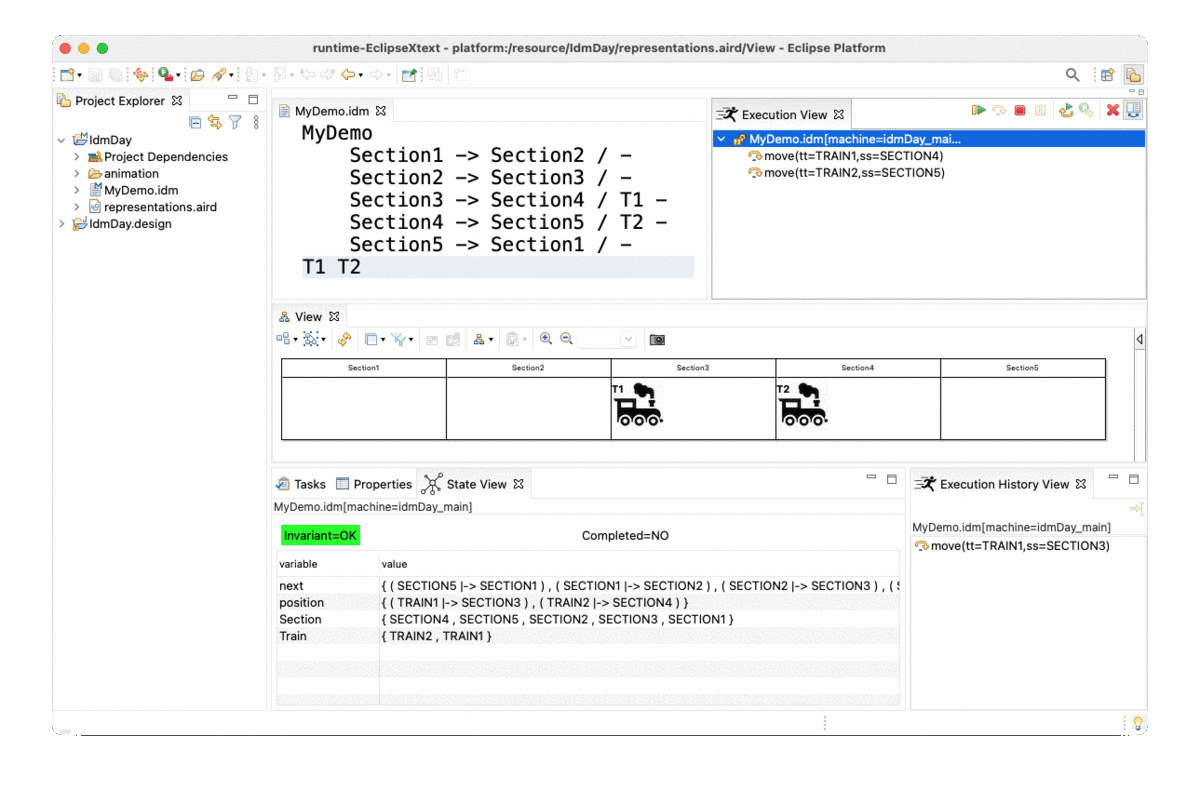 runtime-EclipseXtext - platform:/resource/IdmDay/representations.aird/View - Eclipse Platform
Project Explorer
IdmDay
Project Dependencies
animation
MyDemo.idm
representations.aird
IdmDay.design
MyDemo.idm
MyDemo
Section1 -> Section2 / -
Section2 -> Section3 / -
Section3 -> Section4 / T1 -
Section4 -> Section5 / T2 -
Section5 -> Section1 / -
T1 T2
Execution View
MyDemo.idm[machine=idmDay_mai...
move(tt=TRAIN1,ss=SECTION4)
move(tt=TRAIN2,ss=SECTION5)
View
Section1 Section2 Section3 Section4 Section5
T1 T2
Tasks Properties State View
MyDemo.idm[machine=idmDay_main]
Invariant=OK Completed=NO
variable value
next { ( SECTION5 |-> SECTION1 ) , ( SECTION1 |-> SECTION2 ) , ( SECTION2 |-> SECTION3 ) , ( S
position { ( TRAIN1 |-> SECTION3 ) , ( TRAIN2 |-> SECTION4 ) }
Section { SECTION4 , SECTION5 , SECTION2 , SECTION3 , SECTION1 }
Train { TRAIN2 , TRAIN1 }
Execution History View
MyDemo.idm[machine=idmDay_main]
move(tt=TRAIN1,ss=SECTION3)